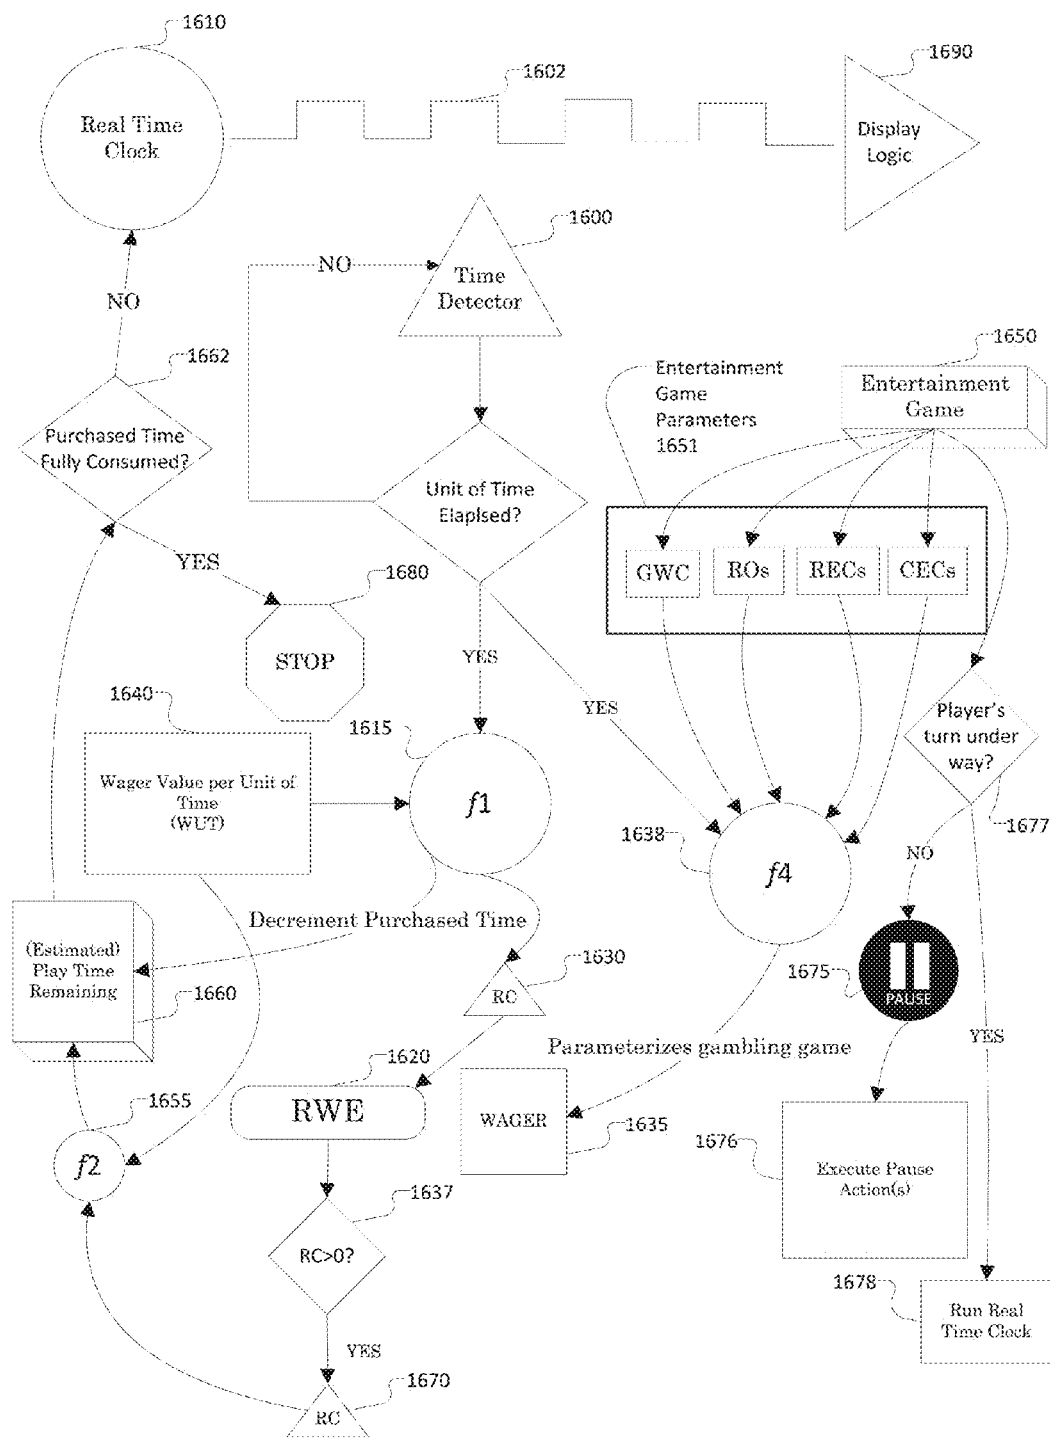 1610
1602
1690
Real Time
Clock
Display
Logic
1600
NO
Time
Detector
NO
1662
1650
Entertainment
Game
Parameters
1651
Entertainment
Game
Purchased Time
Fully Consumed?
Unit of Time
Elaplsed?
YES
1680
GWC
ROs
RECs
CECs
STOP
YES
1640
YES
1615
Player's
turn under
way?
Wager Value per Unit of
Time
(WUT)
f1
1638
1677
f4
NO
Decrement Purchased Time
(Estimated)
Play Time
Remaining
1630
1675
PAUSE
1660
RC
YES
Parameterizes gambling game
1620
1655
RWE
WAGER
1635
1676
f2
Execute Pause
Action(s)
1637
RC>0?
1678
Run Real
Time Clock
YES
1670
RC